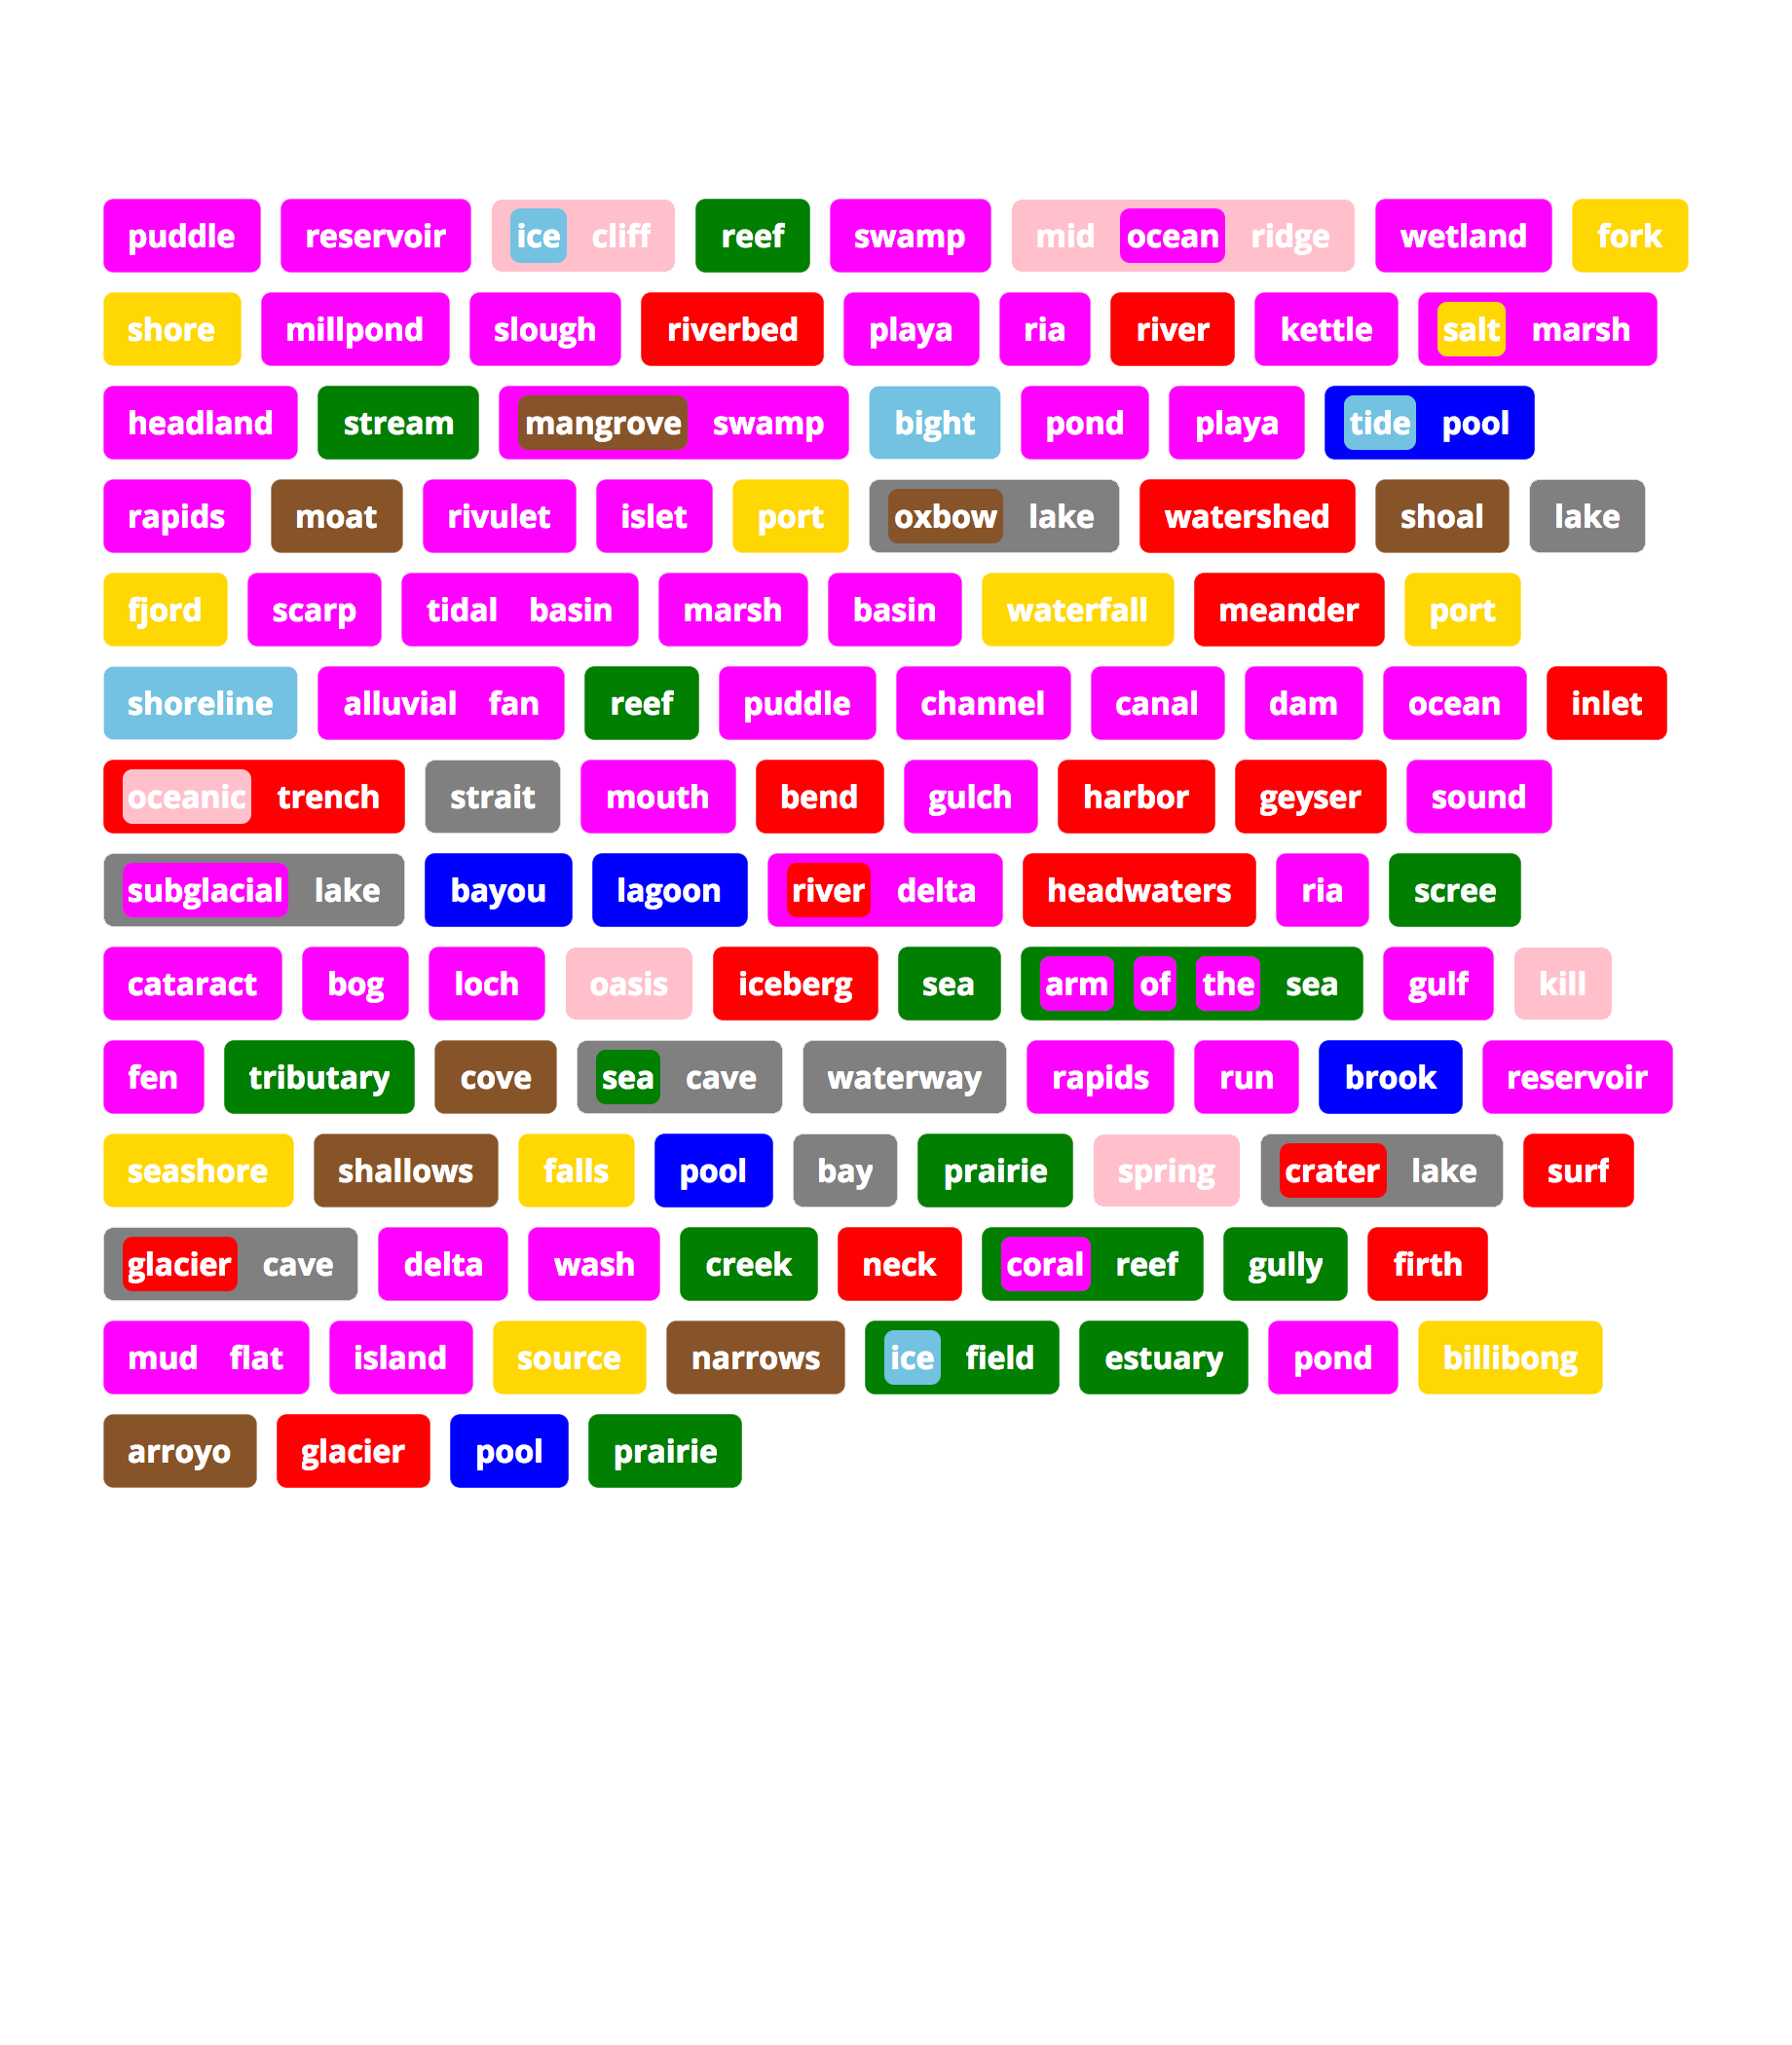 puddle reservoir ice cliff reef swamp mid ocean ridge wetland fork
shore millpond slough riverbed playa ria river kettle salt marsh
headland stream mangrove swamp bight pond playa tide pool
rapids moat rivulet islet port oxbow lake watershed shoal lake
fjord scarp tidal basin marsh basin waterfall meander port
shoreline alluvial fan reef puddle channel canal dam ocean inlet
oceanic trench strait mouth bend gulch harbor geyser sound
subglacial lake bayou lagoon river delta headwaters ria scree
cataract bog loch oasis iceberg sea arm of the sea gulf kill
fen tributary cove sea cave waterway rapids run brook reservoir
seashore shallows falls pool bay prairie spring crater lake surf
glacier cave delta wash creek neck coral reef gully firth
mud flat island source narrows ice field estuary pond billibong
arroyo glacier pool prairie